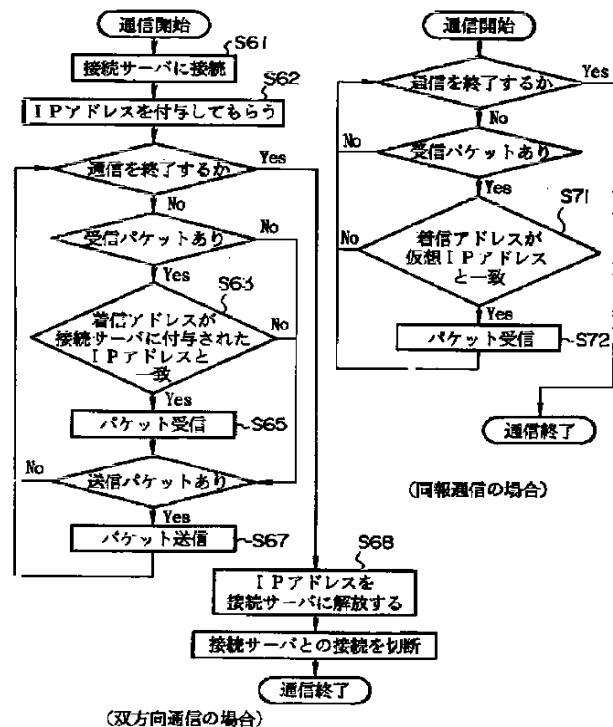 通信開始
S61
接続サーバに接続
S62
IPアドレスを付与してもらう
通信を終了するか
Yes
No
受信パケットあり
No
Yes
S63
着信アドレスが
接続サーバに付与された
IPアドレスと
一致
No
Yes
パケット受信
S65
送信パケットあり
No
Yes
パケット送信
S67
S68
IPアドレスを
接続サーバに解放する
接続サーバとの接続を切断
通信終了
(双方向通信の場合)
通信開始
通信を終了するか
Yes
No
受信パケットあり
No
Yes
S71
着信アドレスが
仮想IPアドレス
と一致
No
Yes
パケット受信
S72
通信終了
(同報通信の場合)